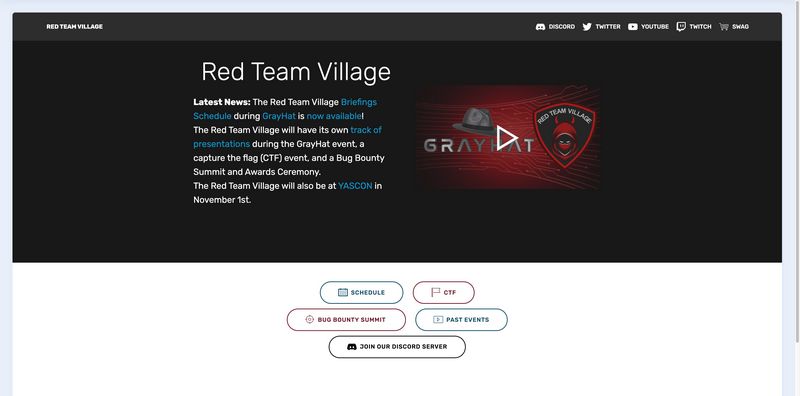 RED TEAM VILLAGE
DISCORD
TWITTER
YOUTUBE
TWITCH
SWAG
Red Team Village
Latest News: The Red Team Village Briefings
Schedule during GrayHat is now available!
The Red Team Village will have its own track of
presentations during the GrayHat event, a
capture the flag (CTF) event, and a Bug Bounty
Summit and Awards Ceremony.
The Red Team Village will also be at YASCON in
November 1st.
GRAYHAT
RED TEAM VILLAGE
SCHEDULE
CTF
BUG BOUNTY SUMMIT
PAST EVENTS
JOIN OUR DISCORD SERVER